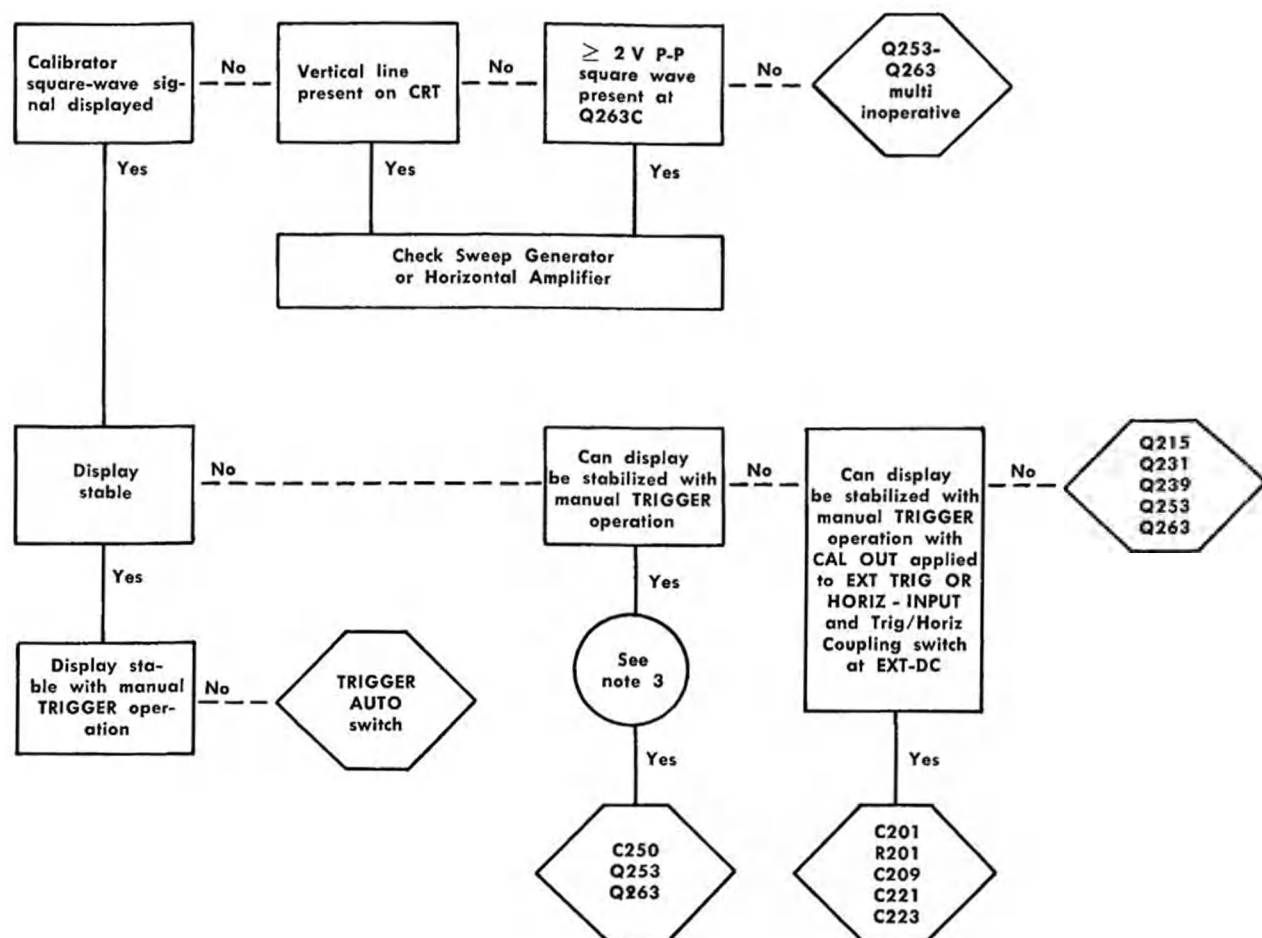 Calibrator
square-wave sig-
nal displayed
No
Vertical line
present on CRT
No
≥ 2 V P-P
square wave
present at
Q263C
No
Q253-
Q263
multi
inoperative
Yes
Yes
Yes
Check Sweep Generator
or Horizontal Amplifier
Display
stable
No
Can display
be stabilized with
manual TRIGGER
operation
No
Can display
be stabilized with
manual TRIGGER
operation with
CAL OUT applied
to EXT TRIG OR
HORIZ - INPUT
and Trig/Horiz
Coupling switch
at EXT-DC
No
Q215
Q231
Q239
Q253
Q263
Yes
Yes
Display sta-
ble with manual
TRIGGER oper-
ation
No
TRIGGER
AUTO
switch
See
note 3
Yes
Yes
C250
Q253
Q263
C201
R201
C209
C221
C223